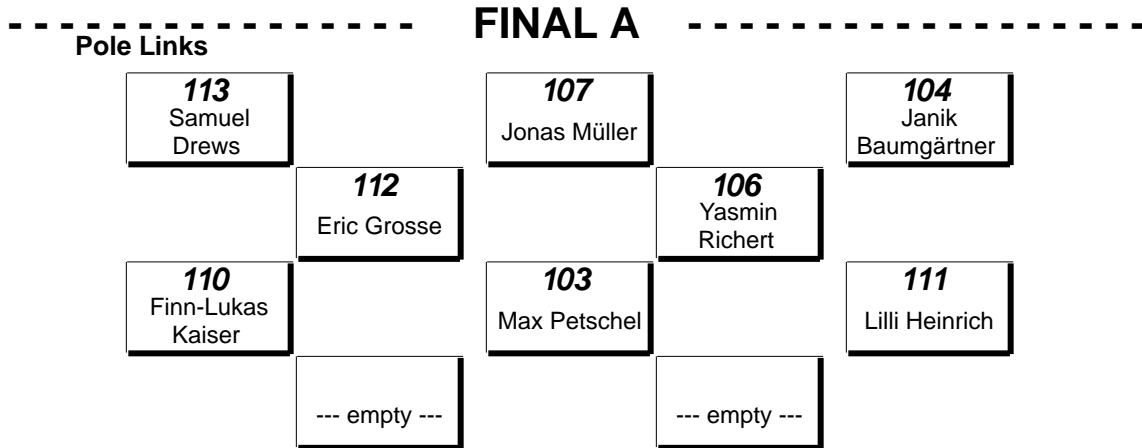 FINAL A
Pole Links
113
Samuel
Drews
107
Jonas Müller
104
Janik
Baumgärtner
112
Eric Grosse
106
Yasmin
Richert
110
Finn-Lukas
Kaiser
103
Max Petschel
111
Lilli Heinrich
--- empty ---
--- empty ---